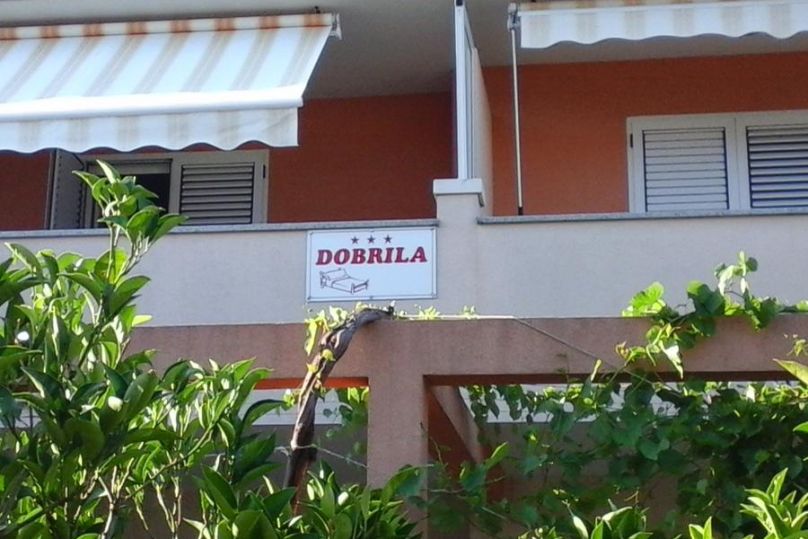 ★ ★ ★
DOBRILA